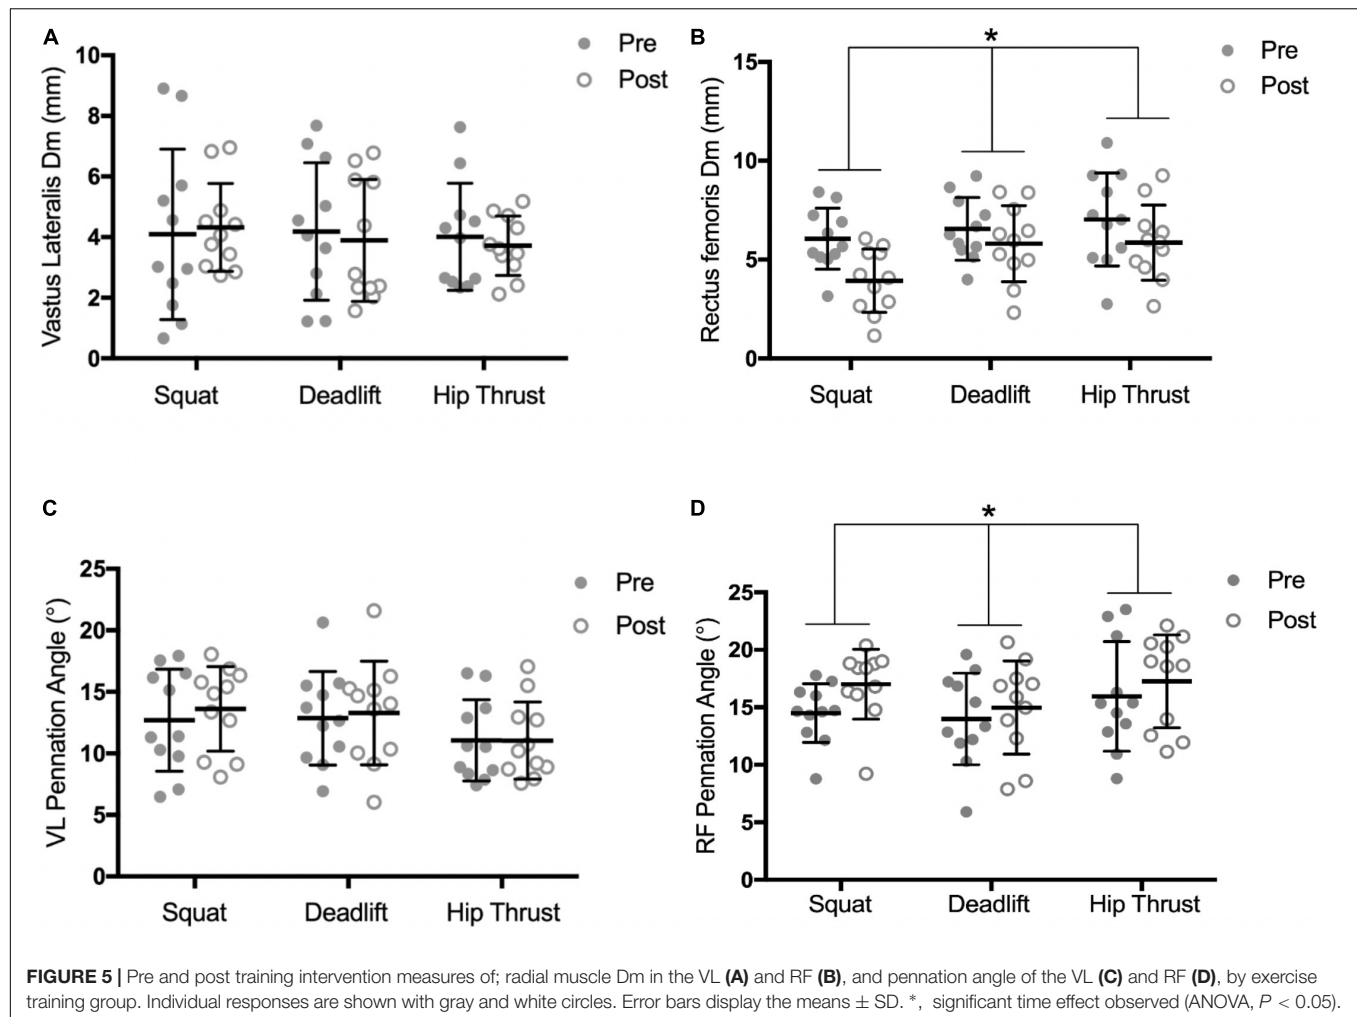 A
Pre
Post
Vastus Lateralis Dm (mm)
10
8
6
4
2
0
Squat Deadlift Hip Thrust
B
*
Pre
Post
Rectus femoris Dm (mm)
15
10
5
0
Squat Deadlift Hip Thrust
C
Pre
Post
VL Pennation Angle (°)
25
20
15
10
5
0
Squat Deadlift Hip Thrust
D
*
Pre
Post
RF Pennation Angle (°)
25
20
15
10
5
0
Squat Deadlift Hip Thrust
FIGURE 5 | Pre and post training intervention measures of; radial muscle Dm in the VL (A) and RF (B), and pennation angle of the VL (C) and RF (D), by exercise
training group. Individual responses are shown with gray and white circles. Error bars display the means ± SD. *, significant time effect observed (ANOVA, P < 0.05).